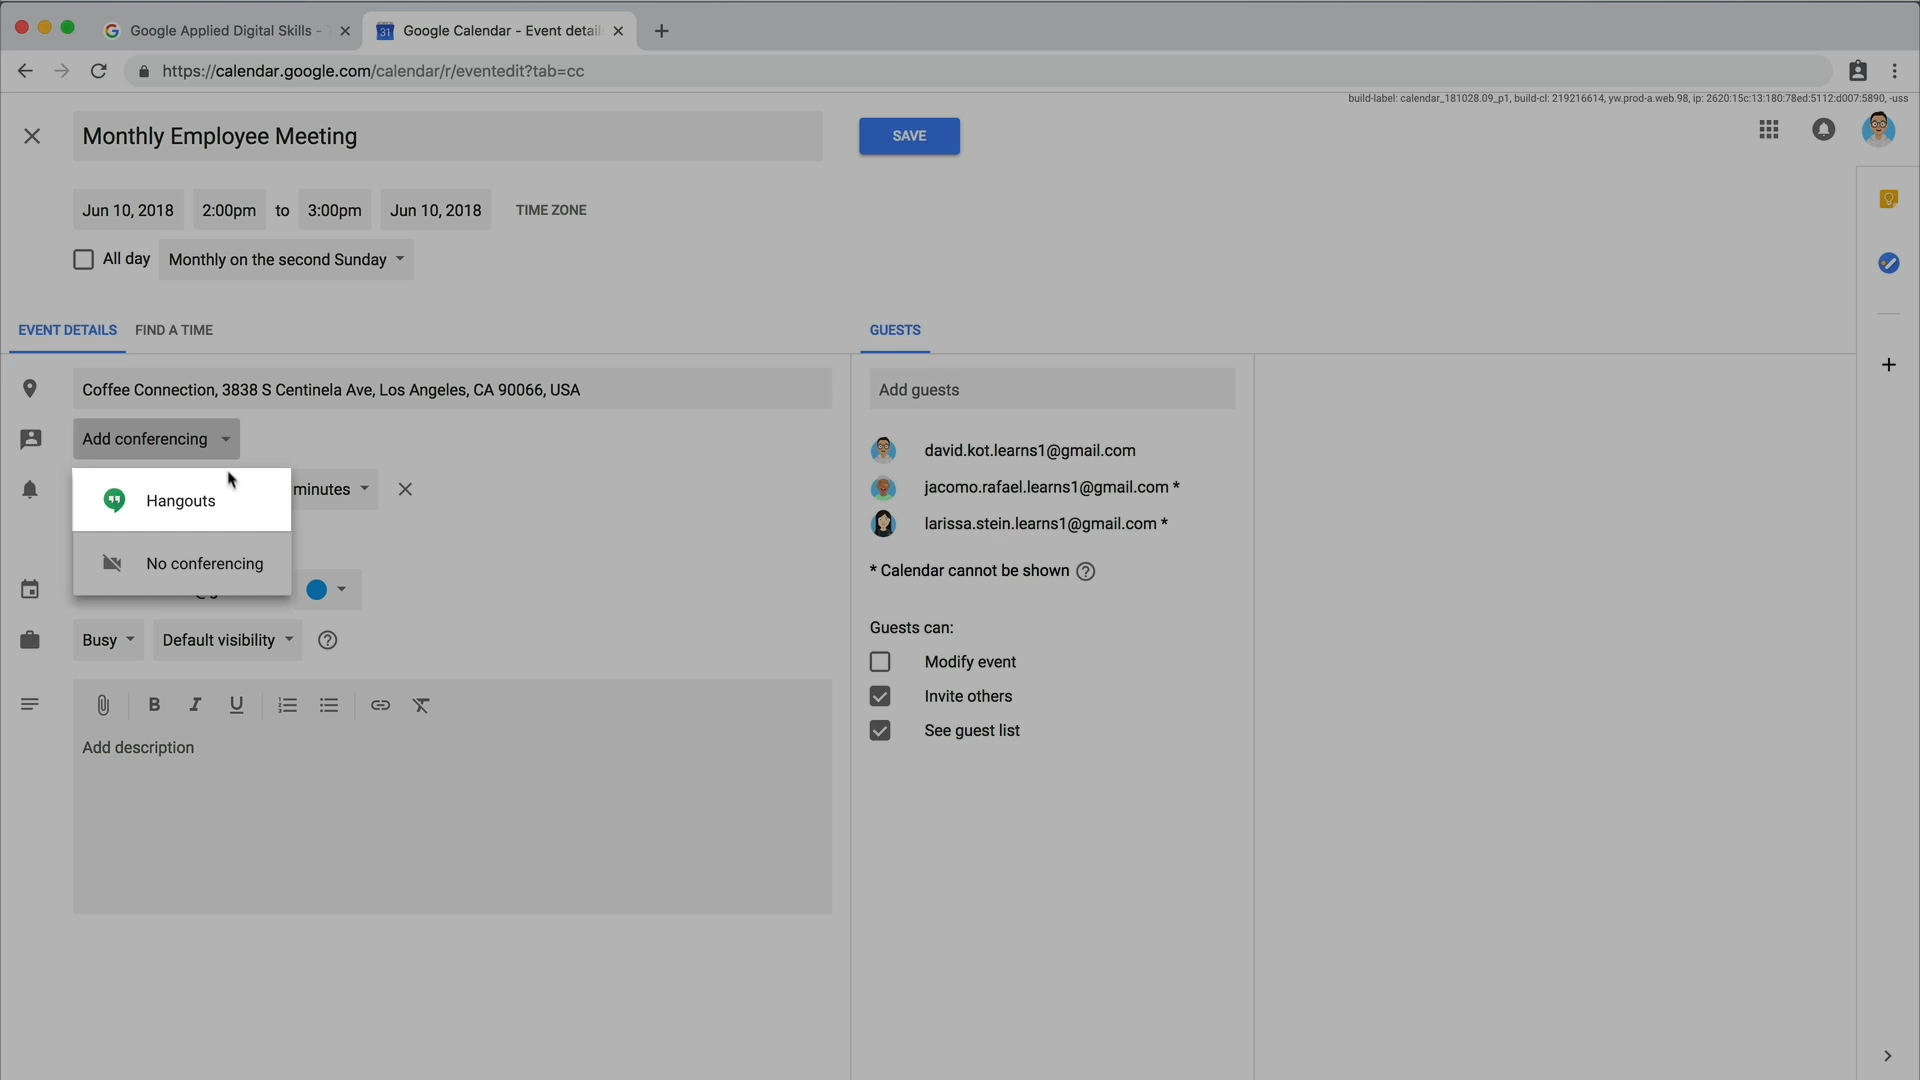 Google Applied Digital Skills -
Google Calendar - Event detail
https://calendar.google.com/calendar/r/eventedit?tab=cc
build-label: calendar_181028.09_p1, build-cl: 219216614, yw.prod-a.web.98, ip: 2620:15c:13:180:78ed:5112:d007:5890, -uss
Monthly Employee Meeting
SAVE
Jun 10, 2018 2:00pm to 3:00pm Jun 10, 2018 TIME ZONE
All day Monthly on the second Sunday
EVENT DETAILS FIND A TIME
GUESTS
Coffee Connection, 3838 S Centinela Ave, Los Angeles, CA 90066, USA
Add conferencing
Hangouts
minutes
No conferencing
Busy Default visibility
B I U
Add description
Add guests
david.kot.learns1@gmail.com
jacomo.rafael.learns1@gmail.com *
larissa.stein.learns1@gmail.com *
* Calendar cannot be shown
Guests can:
Modify event
Invite others
See guest list